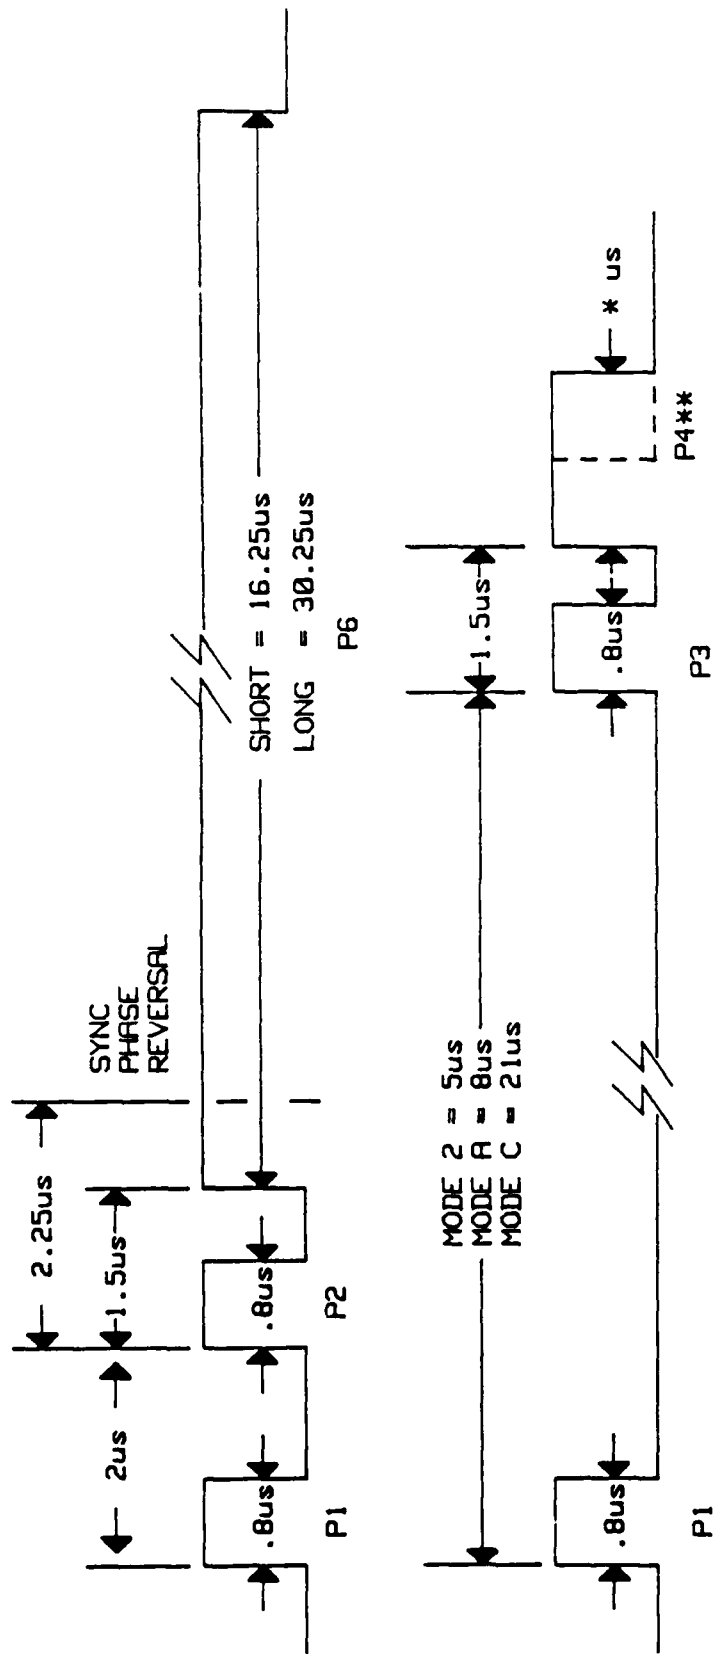 2us
2.25us
1.5us
SYNC
PHASE
REVERSAL
.8us
.8us
SHORT = 16.25us
LONG = 30.25us
P1
P2
P6
MODE 2 = 5us
MODE A = 8us
MODE C = 21us
1.5us
.8us
.8us
* us
P1
P3
P4**